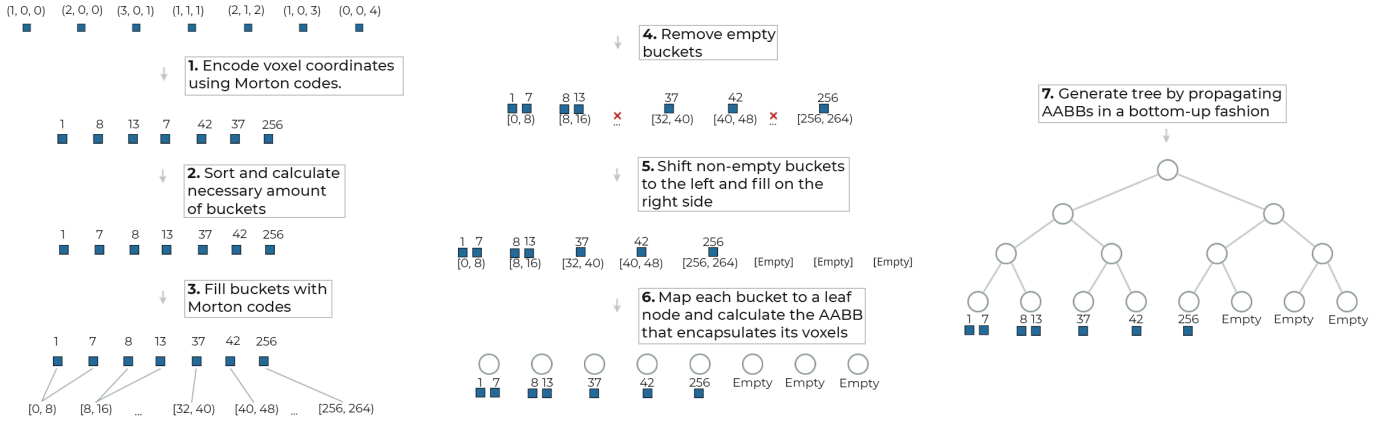 (1, 0, 0) (2, 0, 0) (3, 0, 1) (1, 1, 1) (2, 1, 2) (1, 0, 3) (0, 0, 4)
1. Encode voxel coordinates
using Morton codes.
1 8 13 7 42 37 256
2. Sort and calculate
necessary amount
of buckets
1 7 8 13 37 42 256
3. Fill buckets with
Morton codes
1 7 8 13 37 42 256
[0, 8) [8, 16) ... [32, 40) [40, 48) ... [256, 264)
4. Remove empty
buckets
1 7 8 13 37 42 256
[0, 8) [8, 16) ... [32, 40) [40, 48) ... [256, 264)
5. Shift non-empty buckets
to the left and fill on the
right side
1 7 8 13 37 42 256
[0, 8) [8, 16) [32, 40) [40, 48) [256, 264) [Empty] [Empty] [Empty]
6. Map each bucket to a leaf
node and calculate the AABB
that encapsulates its voxels
1 7 8 13 37 42 256 Empty Empty Empty
7. Generate tree by propagating
AABBs in a bottom-up fashion
1 7 8 13 37 42 256 Empty Empty Empty